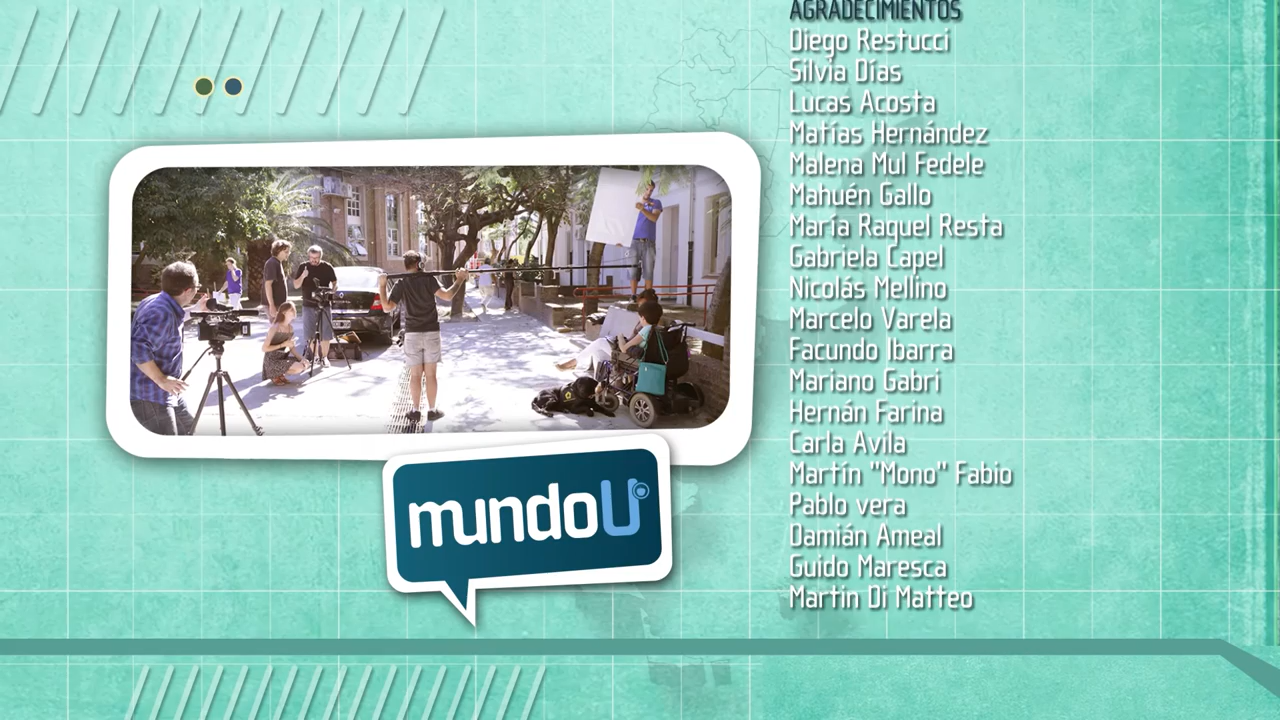 AGRADECIMIENTOS
Diego Restucci
Silvia Días
Lucas Acosta
Matías Hernández
Malena Mul Fedele
Mahuén Gallo
María Raquel Resta
Gabriela Capel
Nicolás Mellino
Marcelo Varela
Facundo Ibarra
Mariano Gabri
Hernán Farina
Carla Avila
Martín "Mono" Fabio
Pablo vera
Damián Ameal
Guido Maresca
Martin Di Matteo
mundoU